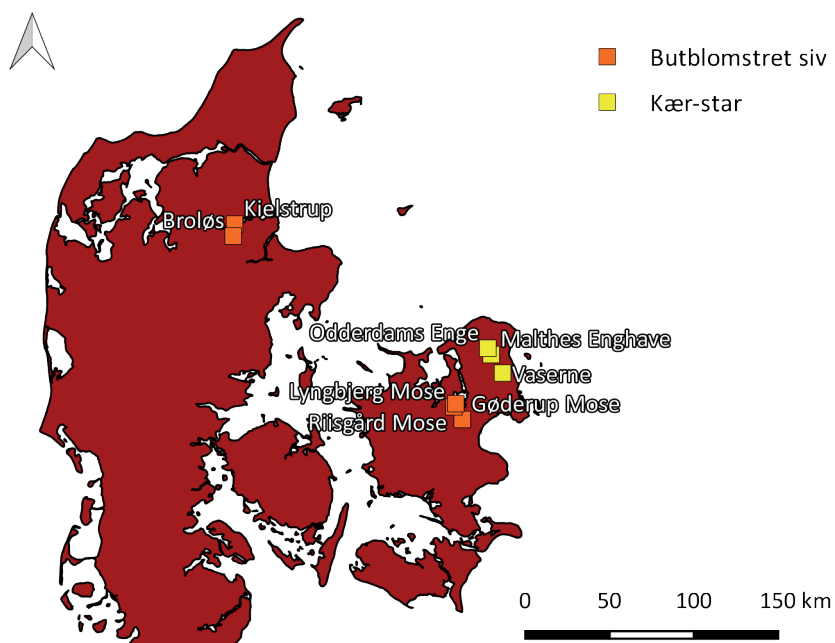 Butblomstret siv
Kær-star
Kielstrup
Broløs
Odderdams Enge
Malthes Enghave
Vaserne
Lyngbjerg Mose
Gøderup Mose
Riisgård Mose
0 50 100 150 km